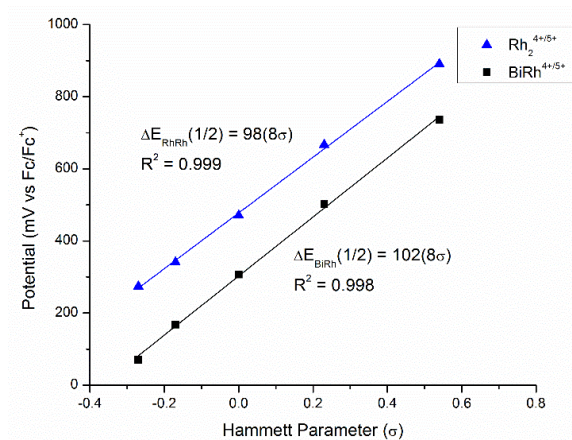 1000
800
600
400
200
0
Potential (mV vs Fc/Fc⁺)
Rh₂⁴⁺/⁵⁺
BiRh⁴⁺/⁵⁺
ΔE_RhRh(1/2) = 98(8σ)
R² = 0.999
ΔE_BiRh(1/2) = 102(8σ)
R² = 0.998
-0.4 -0.2 0.0 0.2 0.4 0.6 0.8
Hammett Parameter (σ)